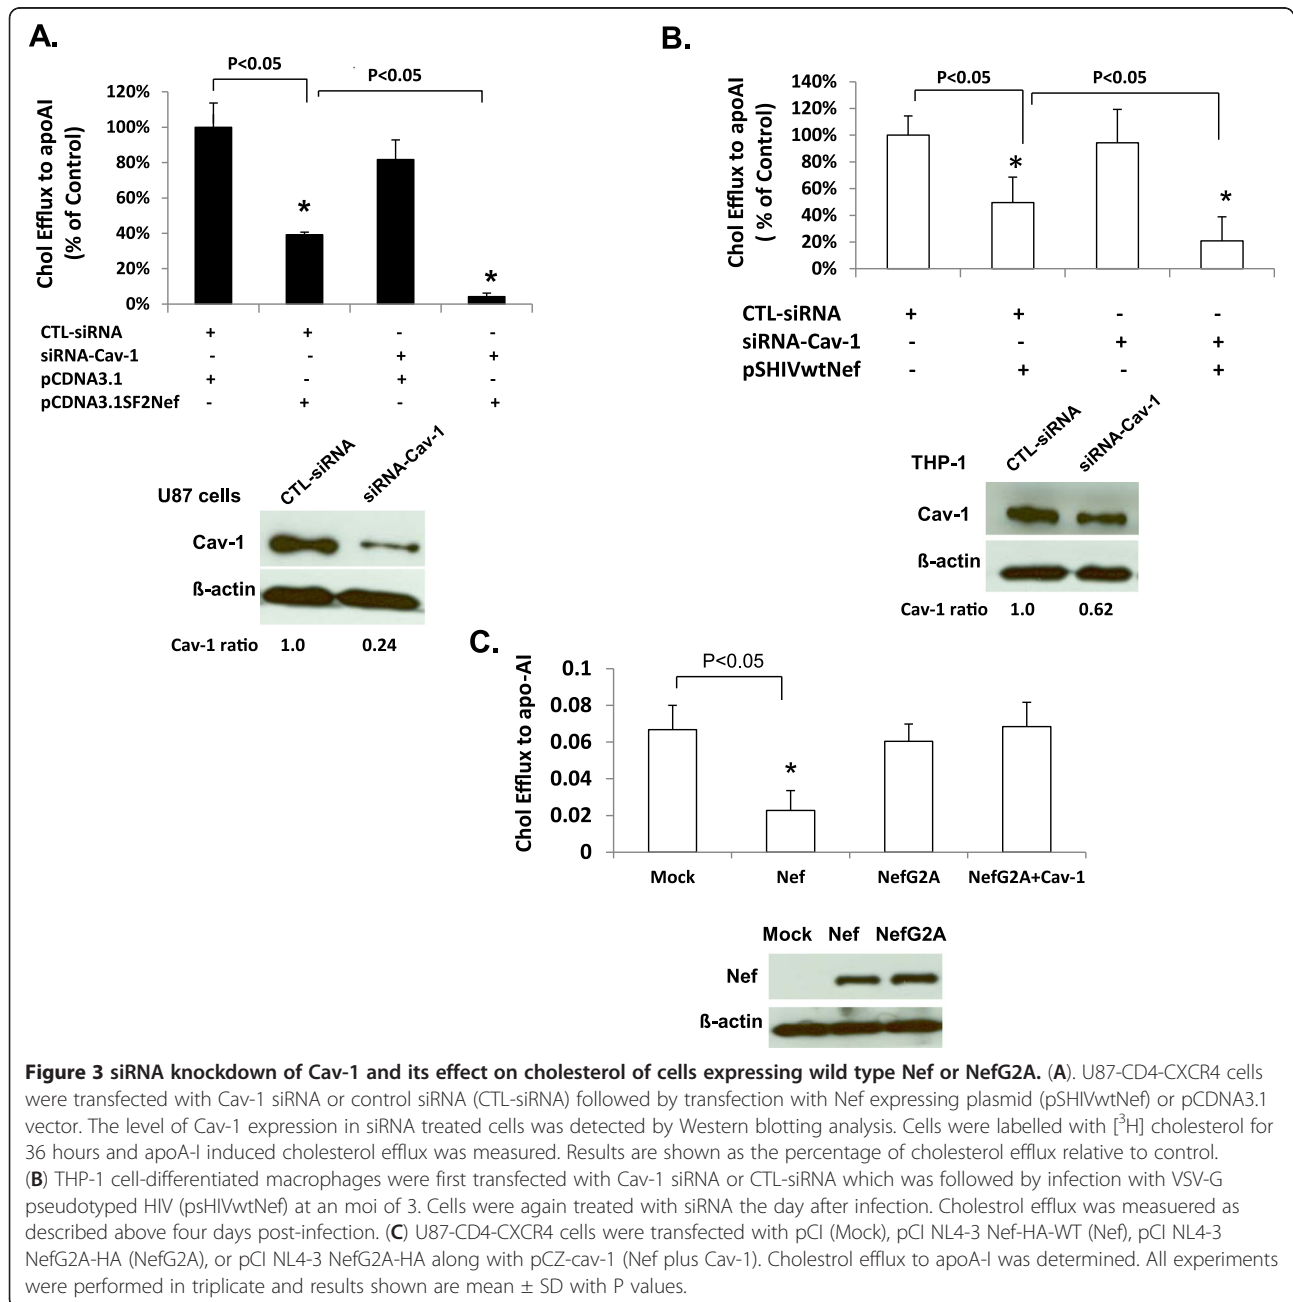 A.
P<0.05
P<0.05
Chol Efflux to apoAI
(% of Control)
120%
100%
80%
60%
40%
20%
0%
*
*
CTL-siRNA + + - -
siRNA-Cav-1 - - + +
pCDNA3.1 + - + -
pCDNA3.1SF2Nef - + - +
U87 cells
CTL-siRNA
siRNA-Cav-1
Cav-1
ß-actin
Cav-1 ratio 1.0 0.24
B.
P<0.05
P<0.05
Chol Efflux to apoAI
( % of Control)
140%
120%
100%
80%
60%
40%
20%
0%
*
*
CTL-siRNA + + - -
siRNA-Cav-1 - - + +
pSHIVwtNef - + - +
THP-1
CTL-siRNA
siRNA-Cav-1
Cav-1
ß-actin
Cav-1 ratio 1.0 0.62
C.
P<0.05
Chol Efflux to apo-AI
0.1
0.08
0.06
0.04
0.02
0
*
Mock Nef NefG2A NefG2A+Cav-1
Mock Nef NefG2A
Nef
ß-actin
Figure 3 siRNA knockdown of Cav-1 and its effect on cholesterol of cells expressing wild type Nef or NefG2A. (A). U87-CD4-CXCR4 cells
were transfected with Cav-1 siRNA or control siRNA (CTL-siRNA) followed by transfection with Nef expressing plasmid (pSHIVwtNef) or pCDNA3.1
vector. The level of Cav-1 expression in siRNA treated cells was detected by Western blotting analysis. Cells were labelled with [³H] cholesterol for
36 hours and apoA-I induced cholesterol efflux was measured. Results are shown as the percentage of cholesterol efflux relative to control.
(B) THP-1 cell-differentiated macrophages were first transfected with Cav-1 siRNA or CTL-siRNA which was followed by infection with VSV-G
pseudotyped HIV (psHIVwtNef) at an moi of 3. Cells were again treated with siRNA the day after infection. Cholestrol efflux was measuered as
described above four days post-infection. (C) U87-CD4-CXCR4 cells were transfected with pCI (Mock), pCI NL4-3 Nef-HA-WT (Nef), pCI NL4-3
NefG2A-HA (NefG2A), or pCI NL4-3 NefG2A-HA along with pCZ-cav-1 (Nef plus Cav-1). Cholestrol efflux to apoA-I was determined. All experiments
were performed in triplicate and results shown are mean ± SD with P values.